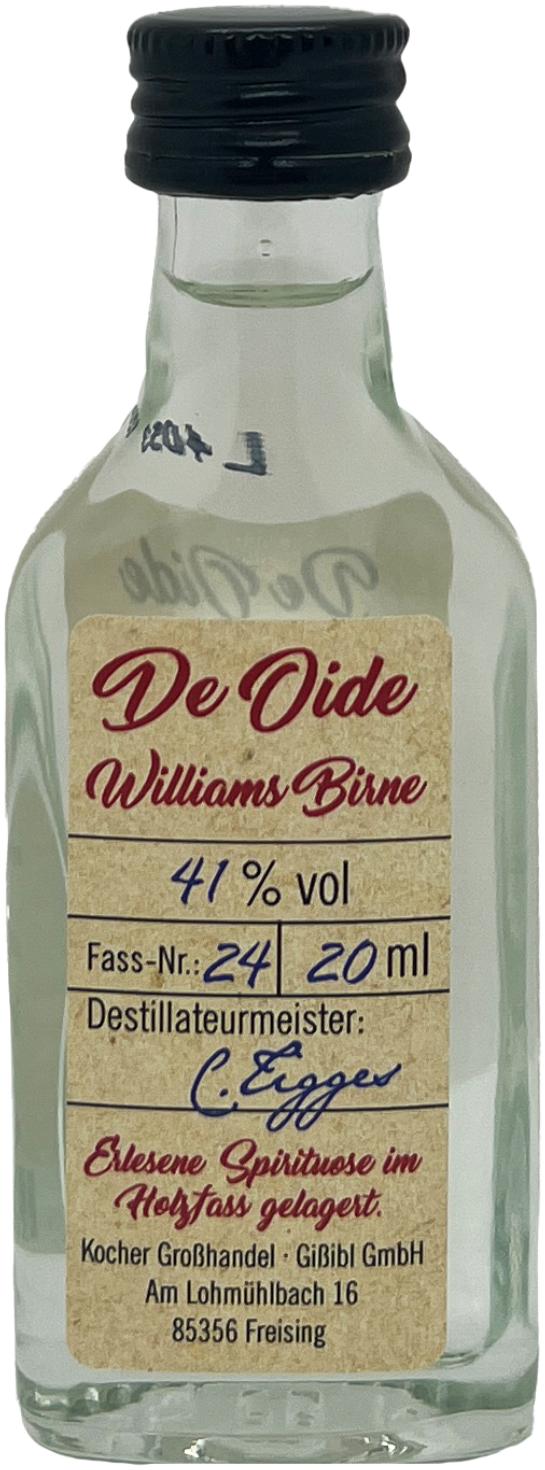 De Oide
Williams Birne
41 % vol
Fass-Nr.: 24 20 ml
Destillateurmeister:
C. Tigges
Erlesene Spirituose im
Holzfass gelagert.
Kocher Großhandel · Gißibl GmbH
Am Lohmühlbach 16
85356 Freising